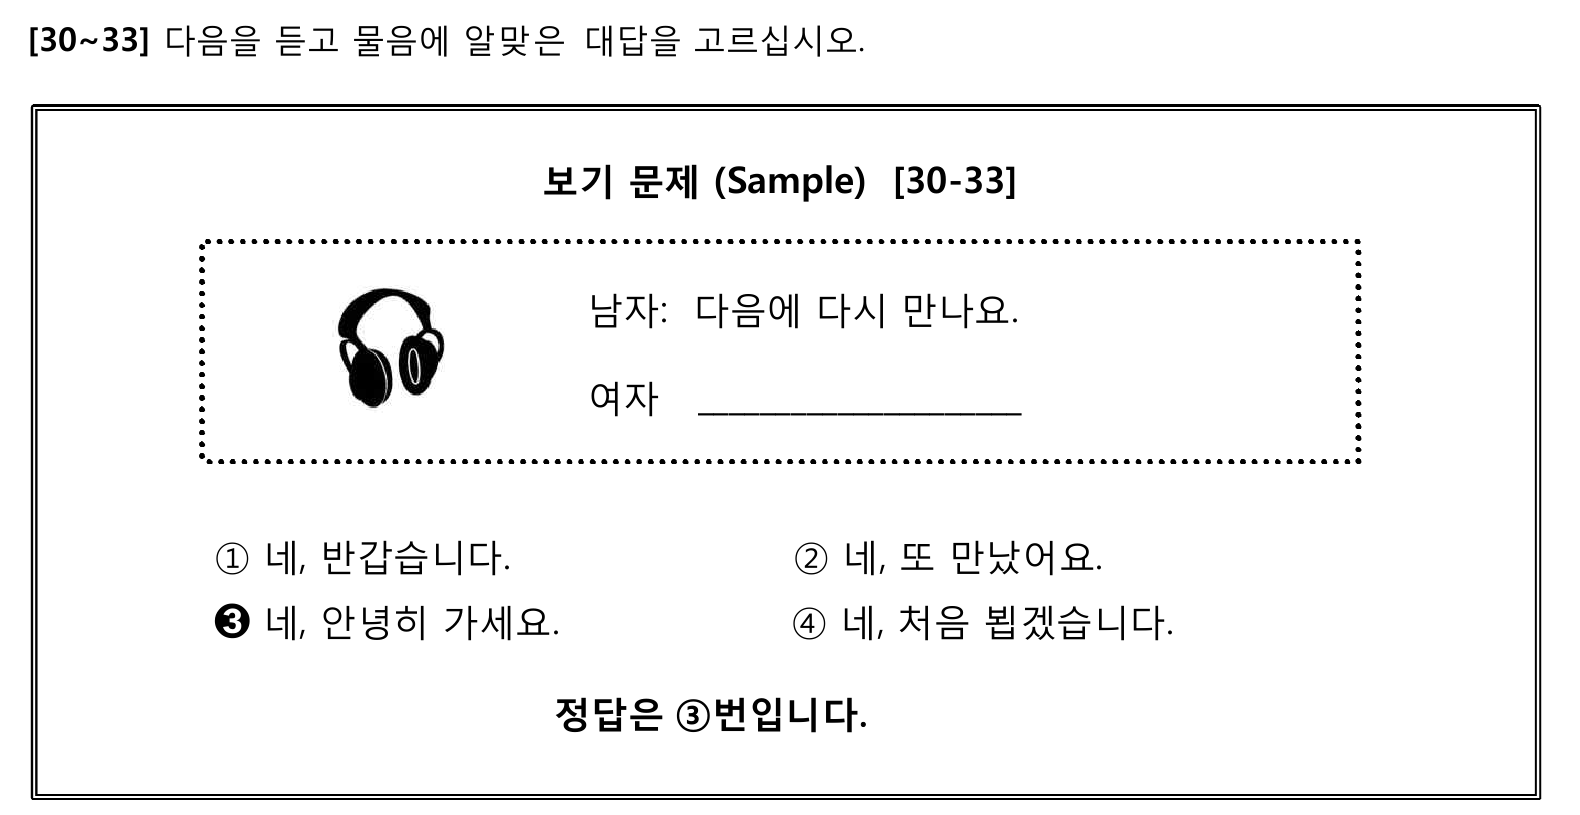 [30~33] 다음을 듣고 물음에 알맞은 대답을 고르십시오.
보기 문제 (Sample) [30-33]
남자: 다음에 다시 만나요.
여자 ____________________
① 네, 반갑습니다.
② 네, 또 만났어요.
❸ 네, 안녕히 가세요.
④ 네, 처음 뵙겠습니다.
정답은 ③번입니다.